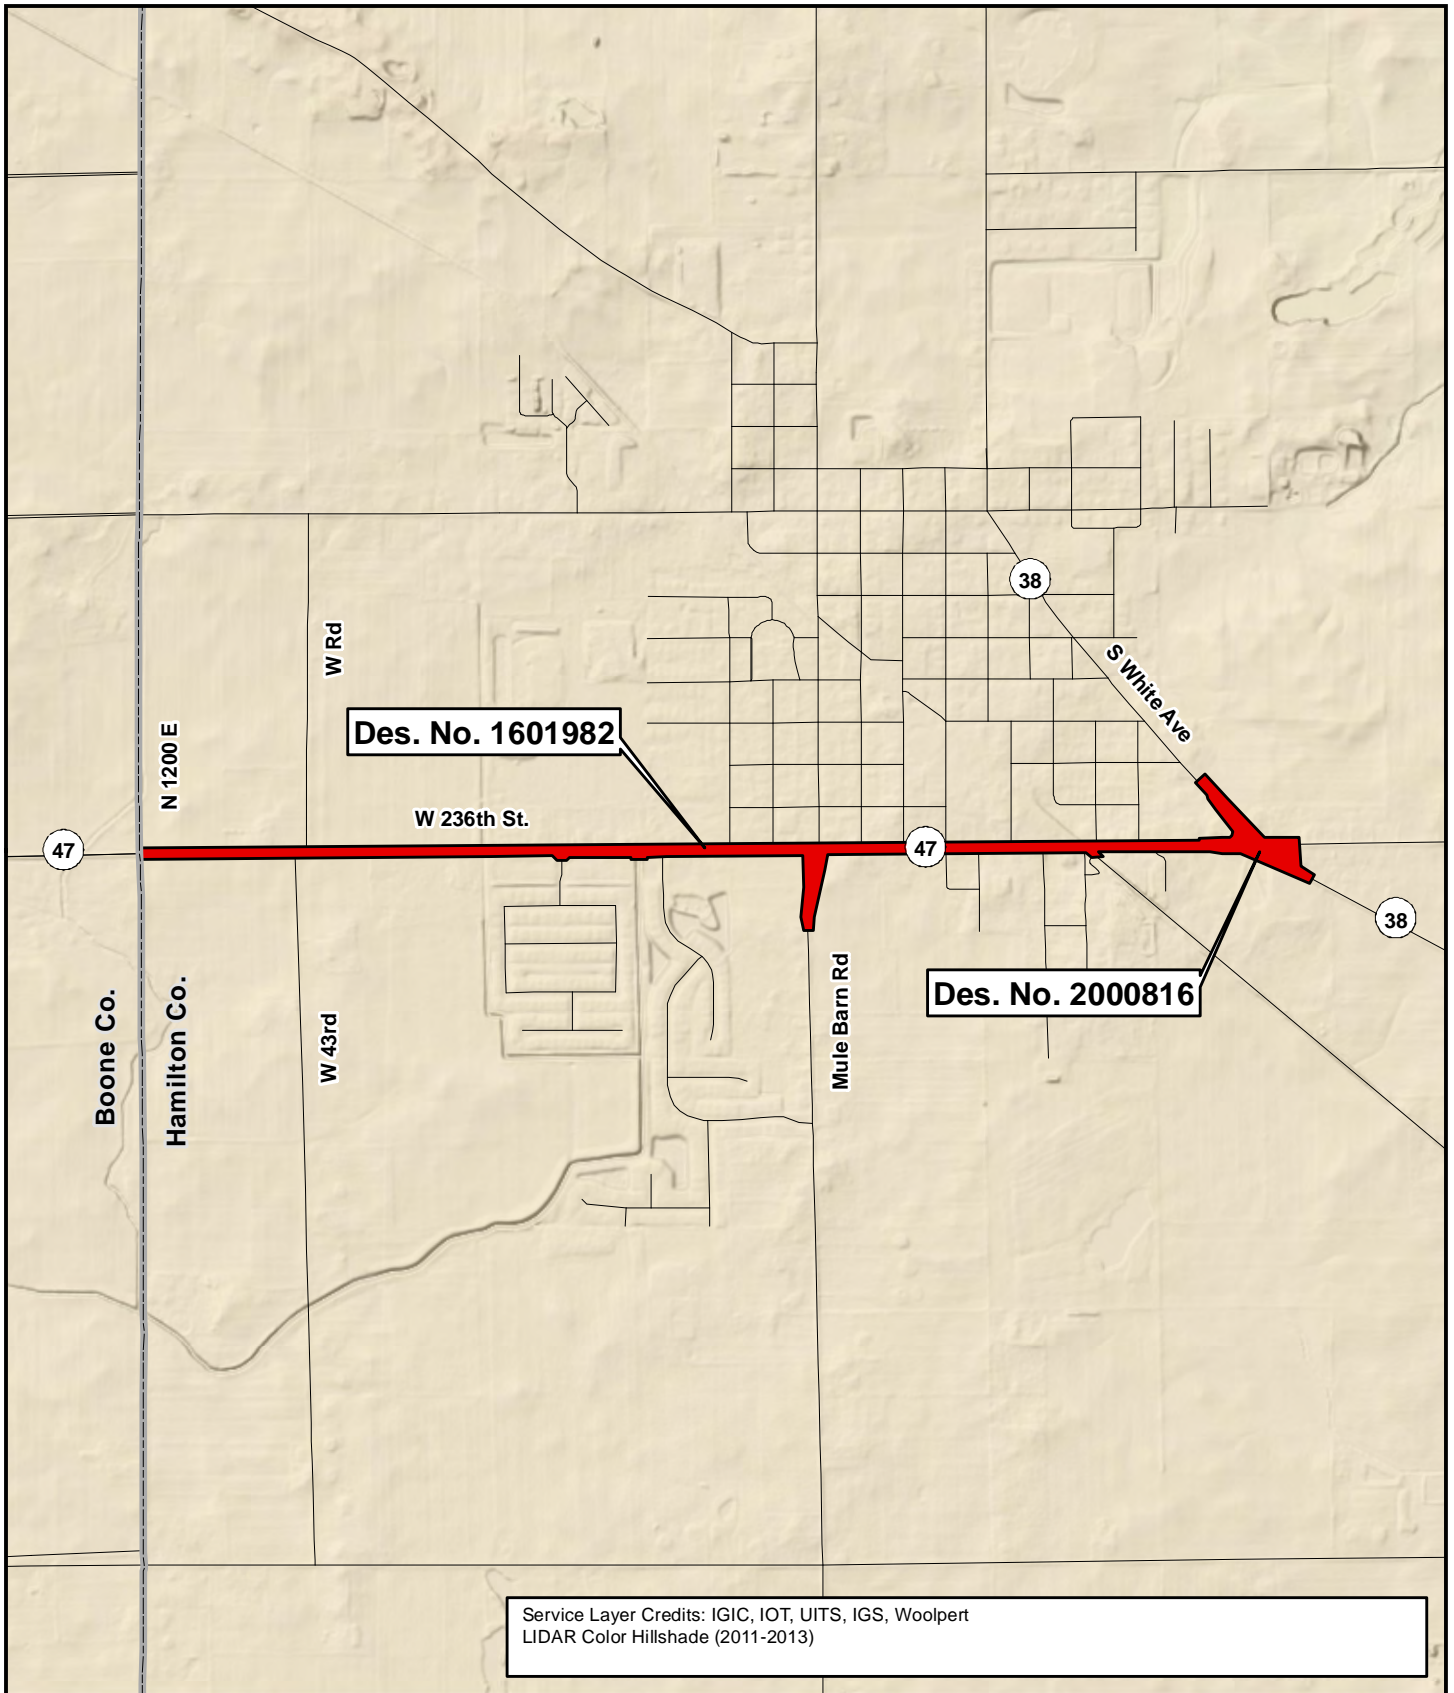 38
W Rd
S White Ave
Des. No. 1601982
N 1200 E
W 236th St.
47
47
38
Mule Barn Rd
Des. No. 2000816
Boone Co.
Hamilton Co.
W 43rd
Service Layer Credits: IGIC, IOT, UITS, IGS, Woolpert
LIDAR Color Hillshade (2011-2013)